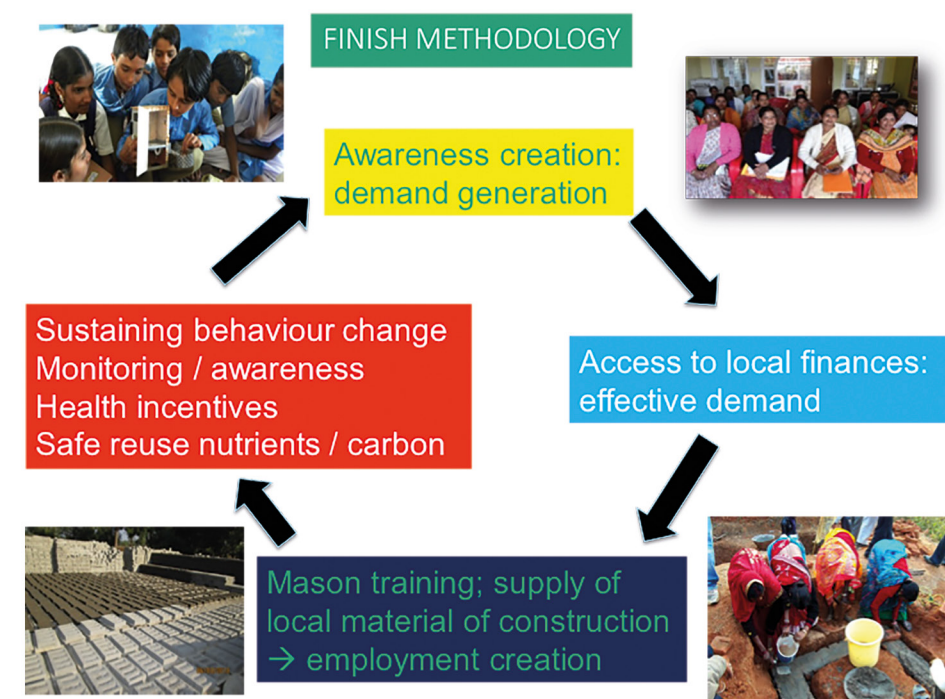 FINISH METHODOLOGY
Awareness creation:
demand generation
Access to local finances:
effective demand
Mason training; supply of
local material of construction
→ employment creation
Sustaining behaviour change
Monitoring / awareness
Health incentives
Safe reuse nutrients / carbon